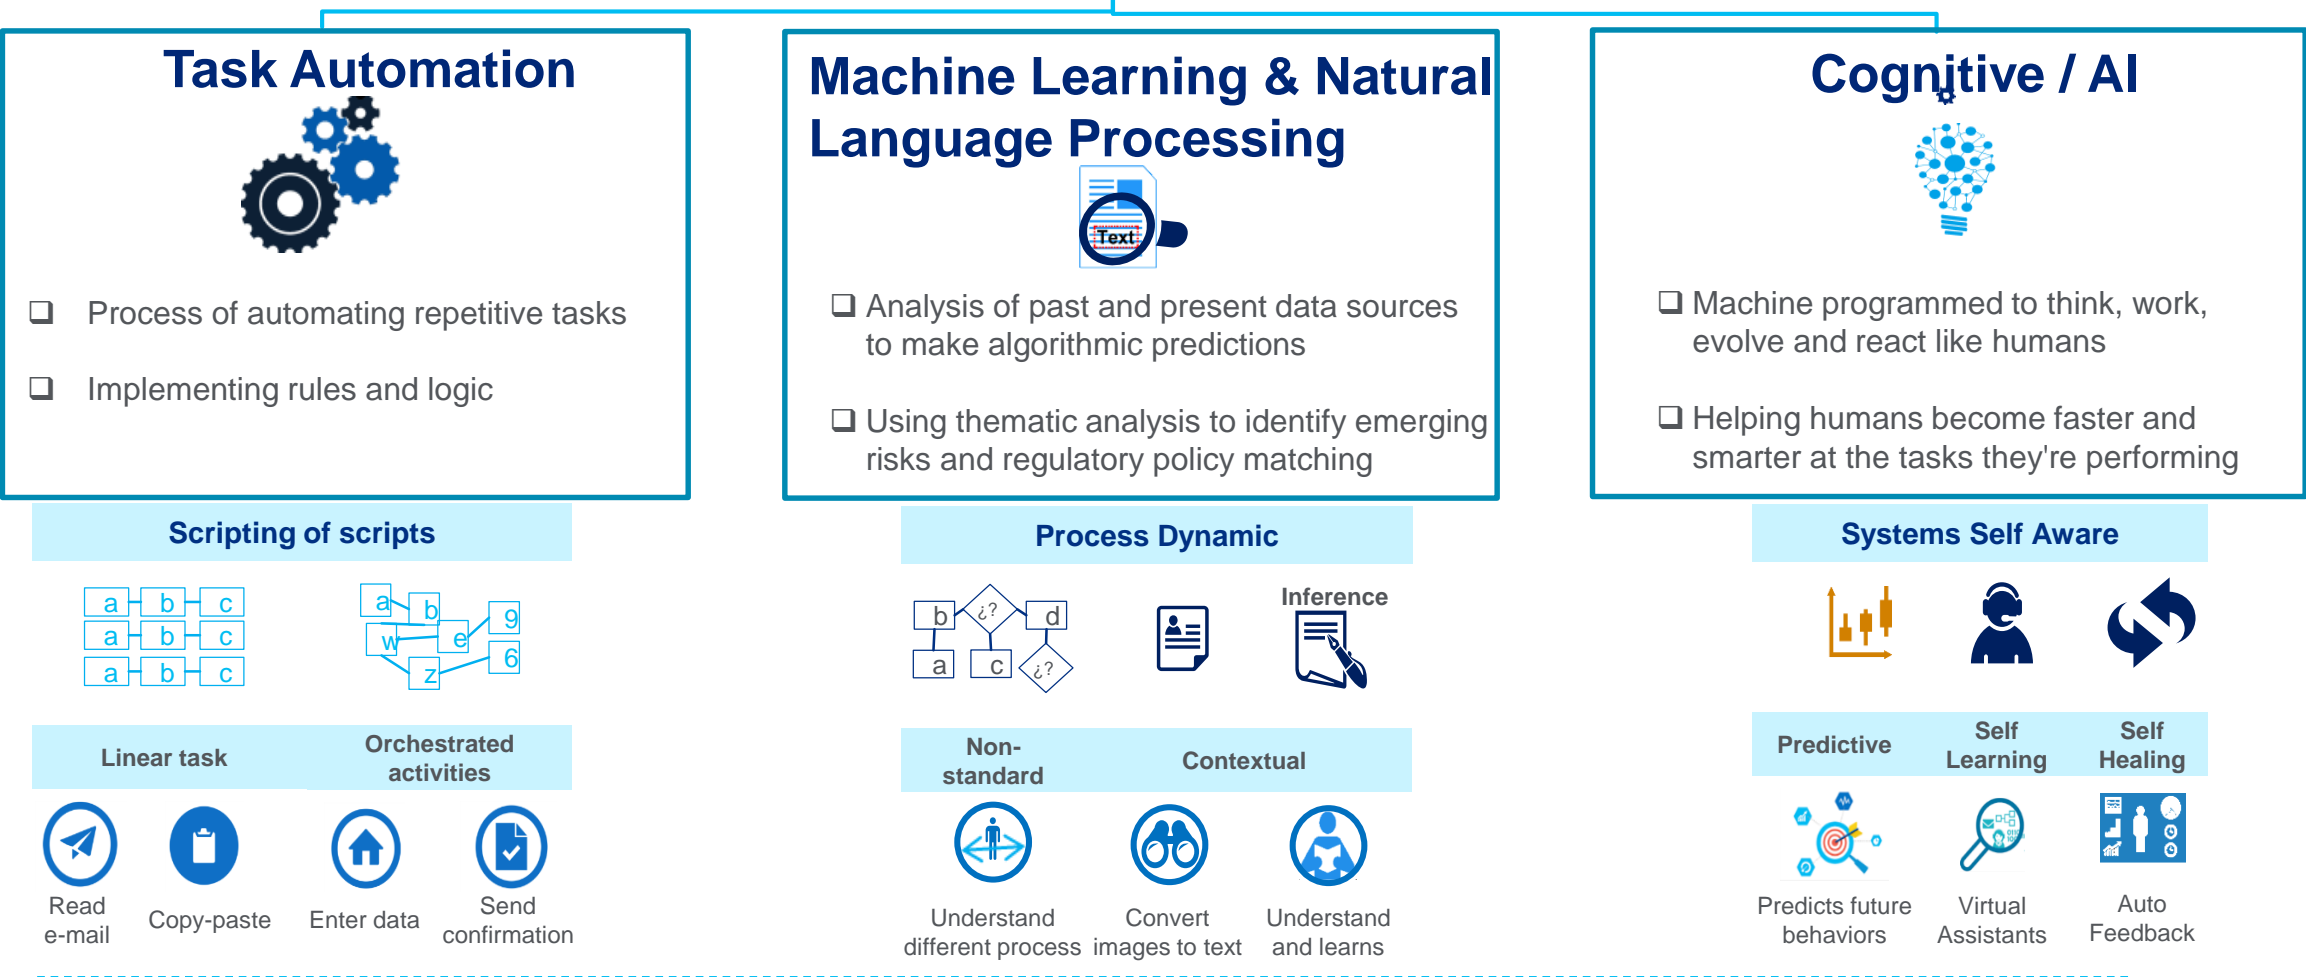 Task Automation
❑ Process of automating repetitive tasks
❑ Implementing rules and logic
Scripting of scripts
a b c
a b c
a b c
a b 9
w e
z 6
Linear task
Orchestrated
activities
Read
e-mail
Copy-paste
Enter data
Send
confirmation
Machine Learning & Natural
Language Processing
Text
❑ Analysis of past and present data sources
to make algorithmic predictions
❑ Using thematic analysis to identify emerging
risks and regulatory policy matching
Process Dynamic
b ¿? d
a c ¿?
Inference
Non-
standard
Contextual
Understand
different process
Convert
images to text
Understand
and learns
Cognitive / AI
❑ Machine programmed to think, work,
evolve and react like humans
❑ Helping humans become faster and
smarter at the tasks they're performing
Systems Self Aware
Predictive
Self
Learning
Self
Healing
Predicts future
behaviors
Virtual
Assistants
Auto
Feedback